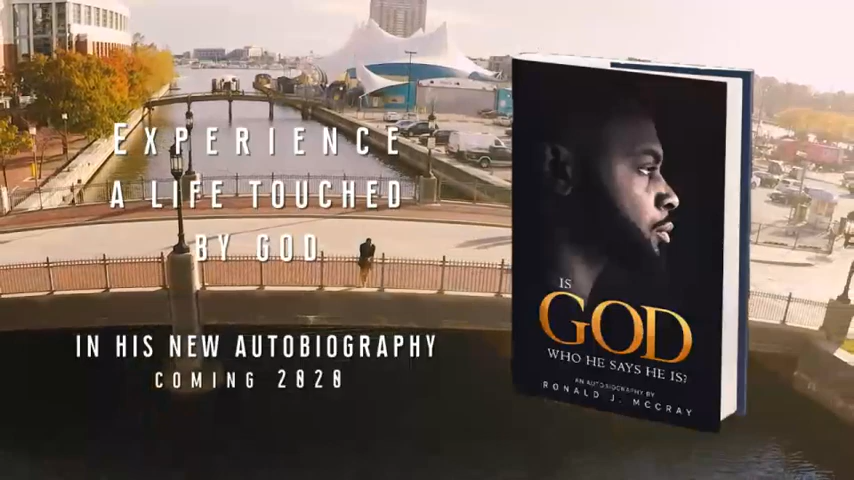 EXPERIENCE
A LIFE TOUCHED
BY GOD
IN HIS NEW AUTOBIOGRAPHY
COMING 2020
IS
GOD
WHO HE SAYS HE IS?
AN AUTOBIOGRAPHY BY
RONALD J. MCCRAY